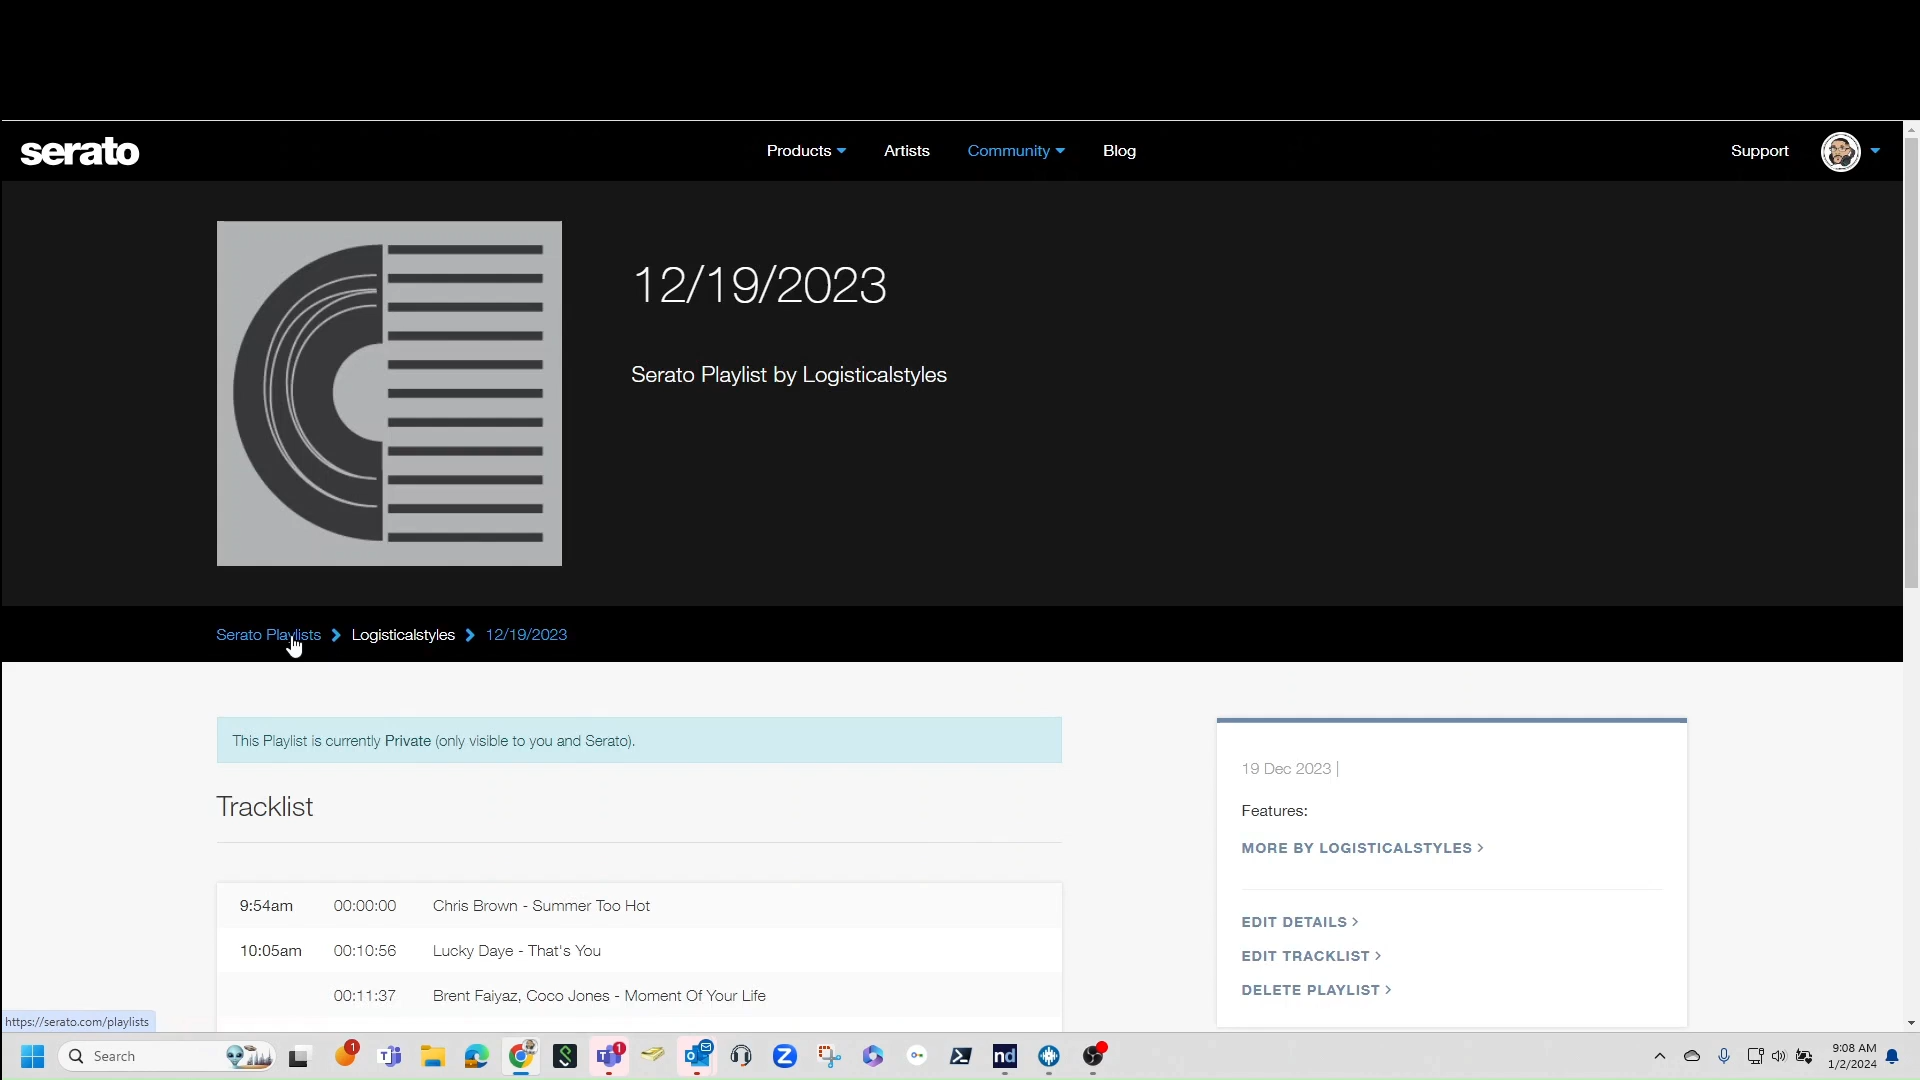 serato
Products
Artists
Community
Blog
Support
12/19/2023
Serato Playlist by Logisticalstyles
Serato Playlists
Logisticalstyles
12/19/2023
This Playlist is currently Private (only visible to you and Serato).
Tracklist
9:54am 00:00:00 Chris Brown - Summer Too Hot
10:05am 00:10:56 Lucky Daye - That's You
00:11:37 Brent Faiyaz, Coco Jones - Moment Of Your Life
19 Dec 2023 |
Features:
MORE BY LOGISTICALSTYLES >
EDIT DETAILS >
EDIT TRACKLIST >
DELETE PLAYLIST >
https://serato.com/playlists
Search
1
1
nd
9:08 AM
1/2/2024